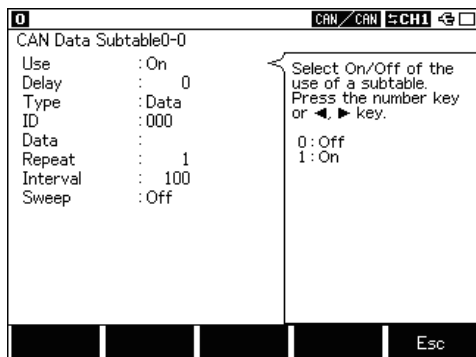 0 CAN/CAN ⇆CH1
CAN Data Subtable0-0
Use :On
Delay : 0
Type :Data
ID :000
Data :
Repeat : 1
Interval : 100
Sweep :Off
Select On/Off of the
use of a subtable.
Press the number key
or ◀, ▶ key.
0:Off
1:On
Esc